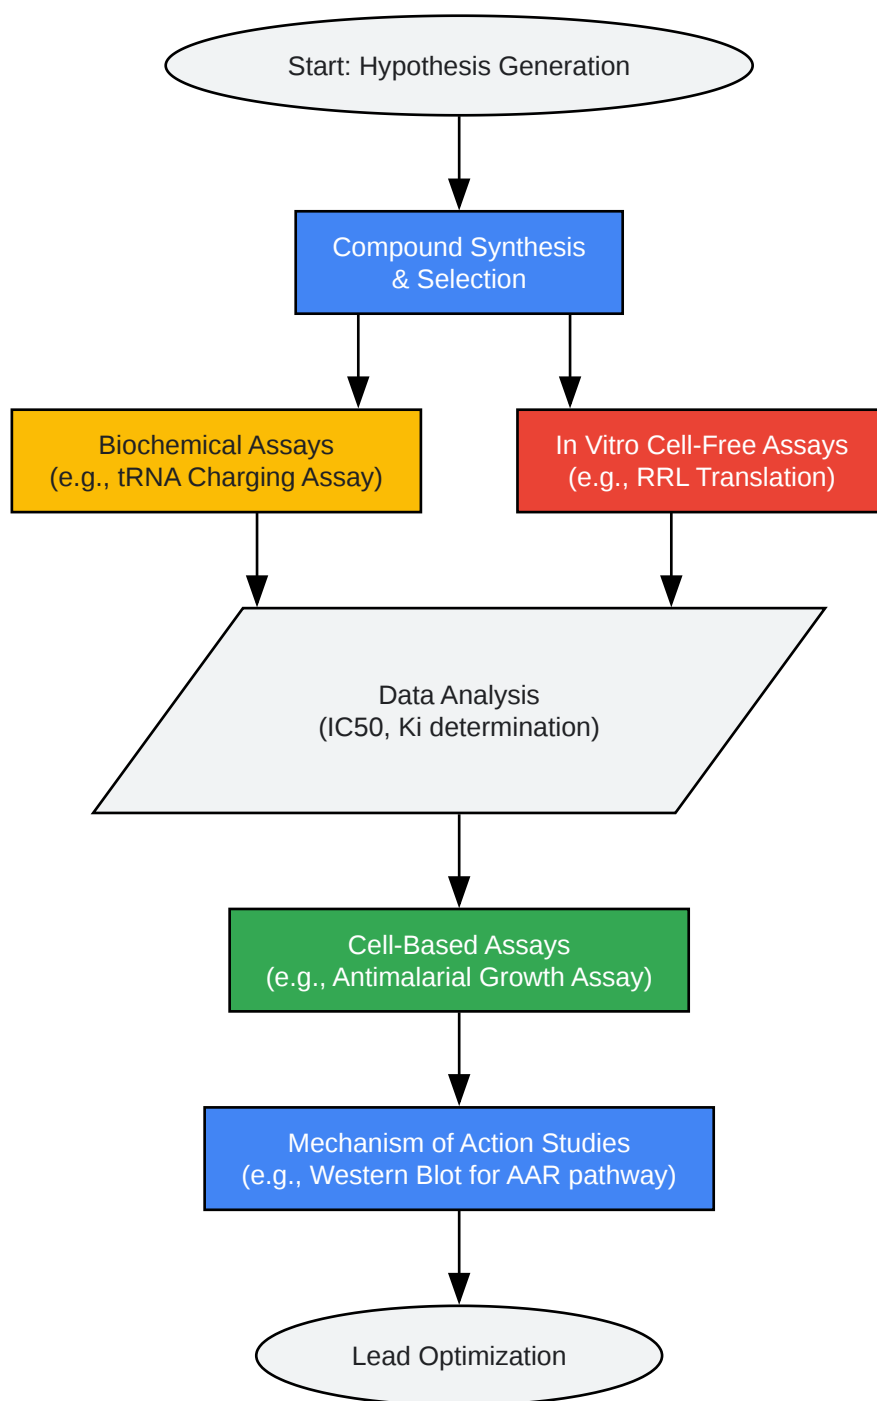 Start: Hypothesis Generation
Compound Synthesis
& Selection
Biochemical Assays
(e.g., tRNA Charging Assay)
In Vitro Cell-Free Assays
(e.g., RRL Translation)
Data Analysis
(IC50, Ki determination)
Cell-Based Assays
(e.g., Antimalarial Growth Assay)
Mechanism of Action Studies
(e.g., Western Blot for AAR pathway)
Lead Optimization